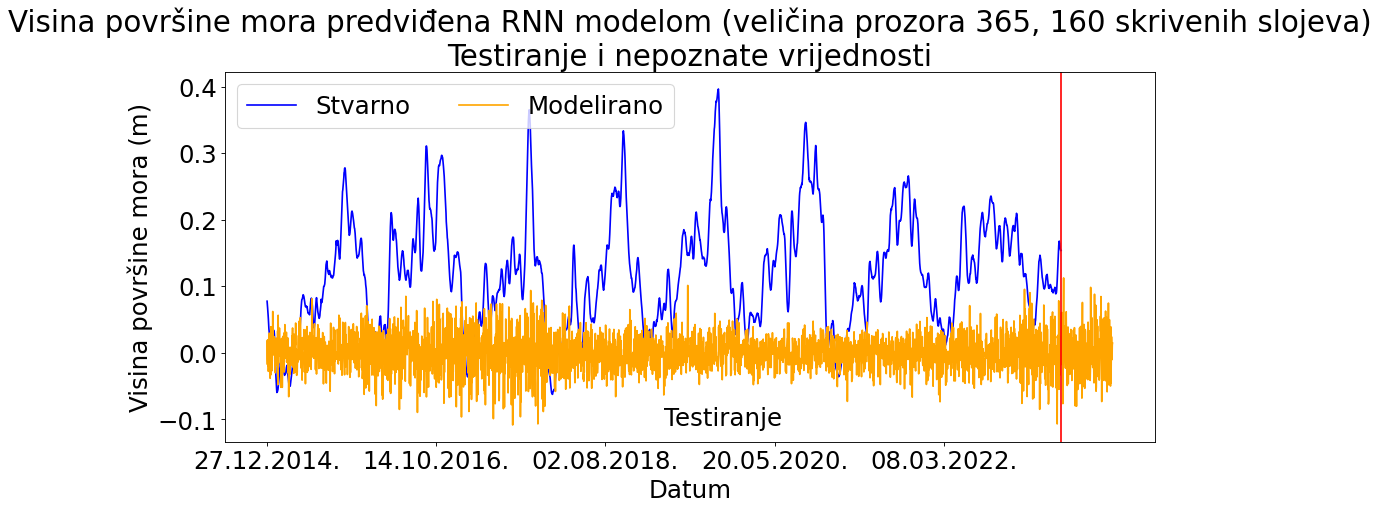 Visina površine mora predviđena RNN modelom (veličina prozora 365, 160 skrivenih slojeva)
Testiranje i nepoznate vrijednosti
Stvarno Modelirano
Visina površine mora (m)
0.4
0.3
0.2
0.1
0.0
−0.1
Testiranje
27.12.2014. 14.10.2016. 02.08.2018. 20.05.2020. 08.03.2022.
Datum